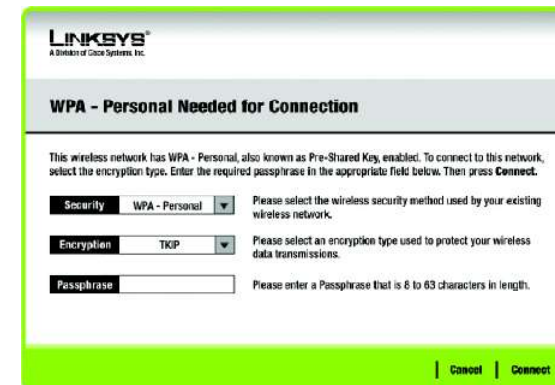 LINKSYS®
A Division of Cisco Systems, Inc.
WPA - Personal Needed for Connection
This wireless network has WPA - Personal, also known as Pre-Shared Key, enabled. To connect to this network,
select the encryption type. Enter the required passphrase in the appropriate field below. Then press Connect.
Security WPA - Personal Please select the wireless security method used by your existing
wireless network.
Encryption TKIP Please select an encryption type used to protect your wireless
data transmissions.
Passphrase Please enter a Passphrase that is 8 to 63 characters in length.
Cancel Connect